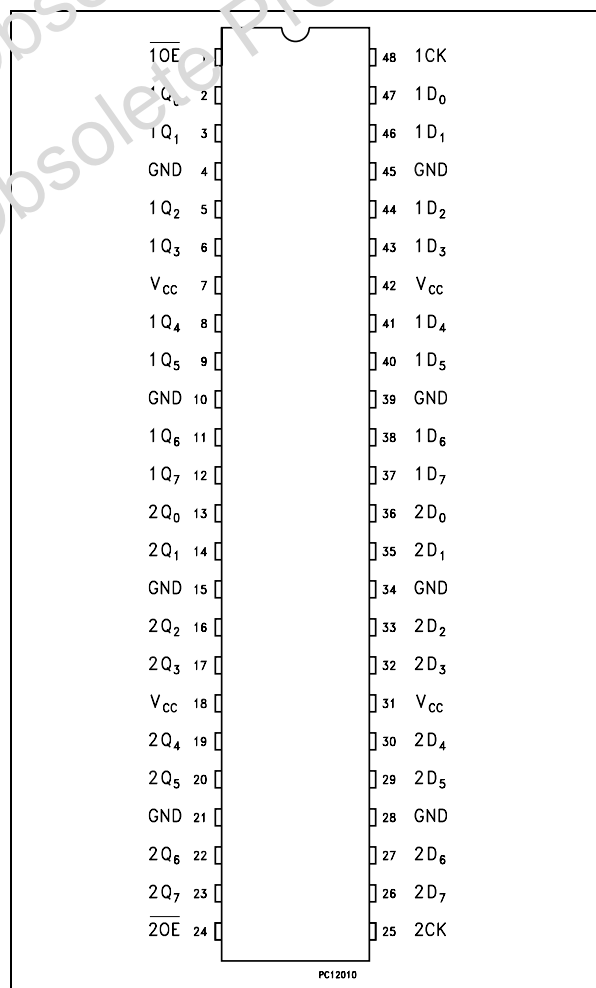 obsolete Pro
obsolete
1OE 48 1CK
1Q 2 47 1D0
1Q1 3 46 1D1
GND 4 45 GND
1Q2 5 44 1D2
1Q3 6 43 1D3
VCC 7 42 VCC
1Q4 8 41 1D4
1Q5 9 40 1D5
GND 10 39 GND
1Q6 11 38 1D6
1Q7 12 37 1D7
2Q0 13 36 2D0
2Q1 14 35 2D1
GND 15 34 GND
2Q2 16 33 2D2
2Q3 17 32 2D3
VCC 18 31 VCC
2Q4 19 30 2D4
2Q5 20 29 2D5
GND 21 28 GND
2Q6 22 27 2D6
2Q7 23 26 2D7
2OE 24 25 2CK
PC12010